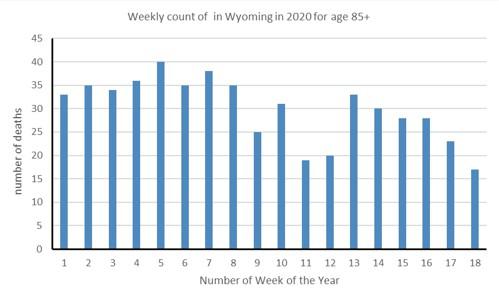 Weekly count of  in Wyoming in 2020 for age 85+
45
40
35
30
25
20
15
10
5
0
number of deaths
1 2 3 4 5 6 7 8 9 10 11 12 13 14 15 16 17 18
Number of Week of the Year